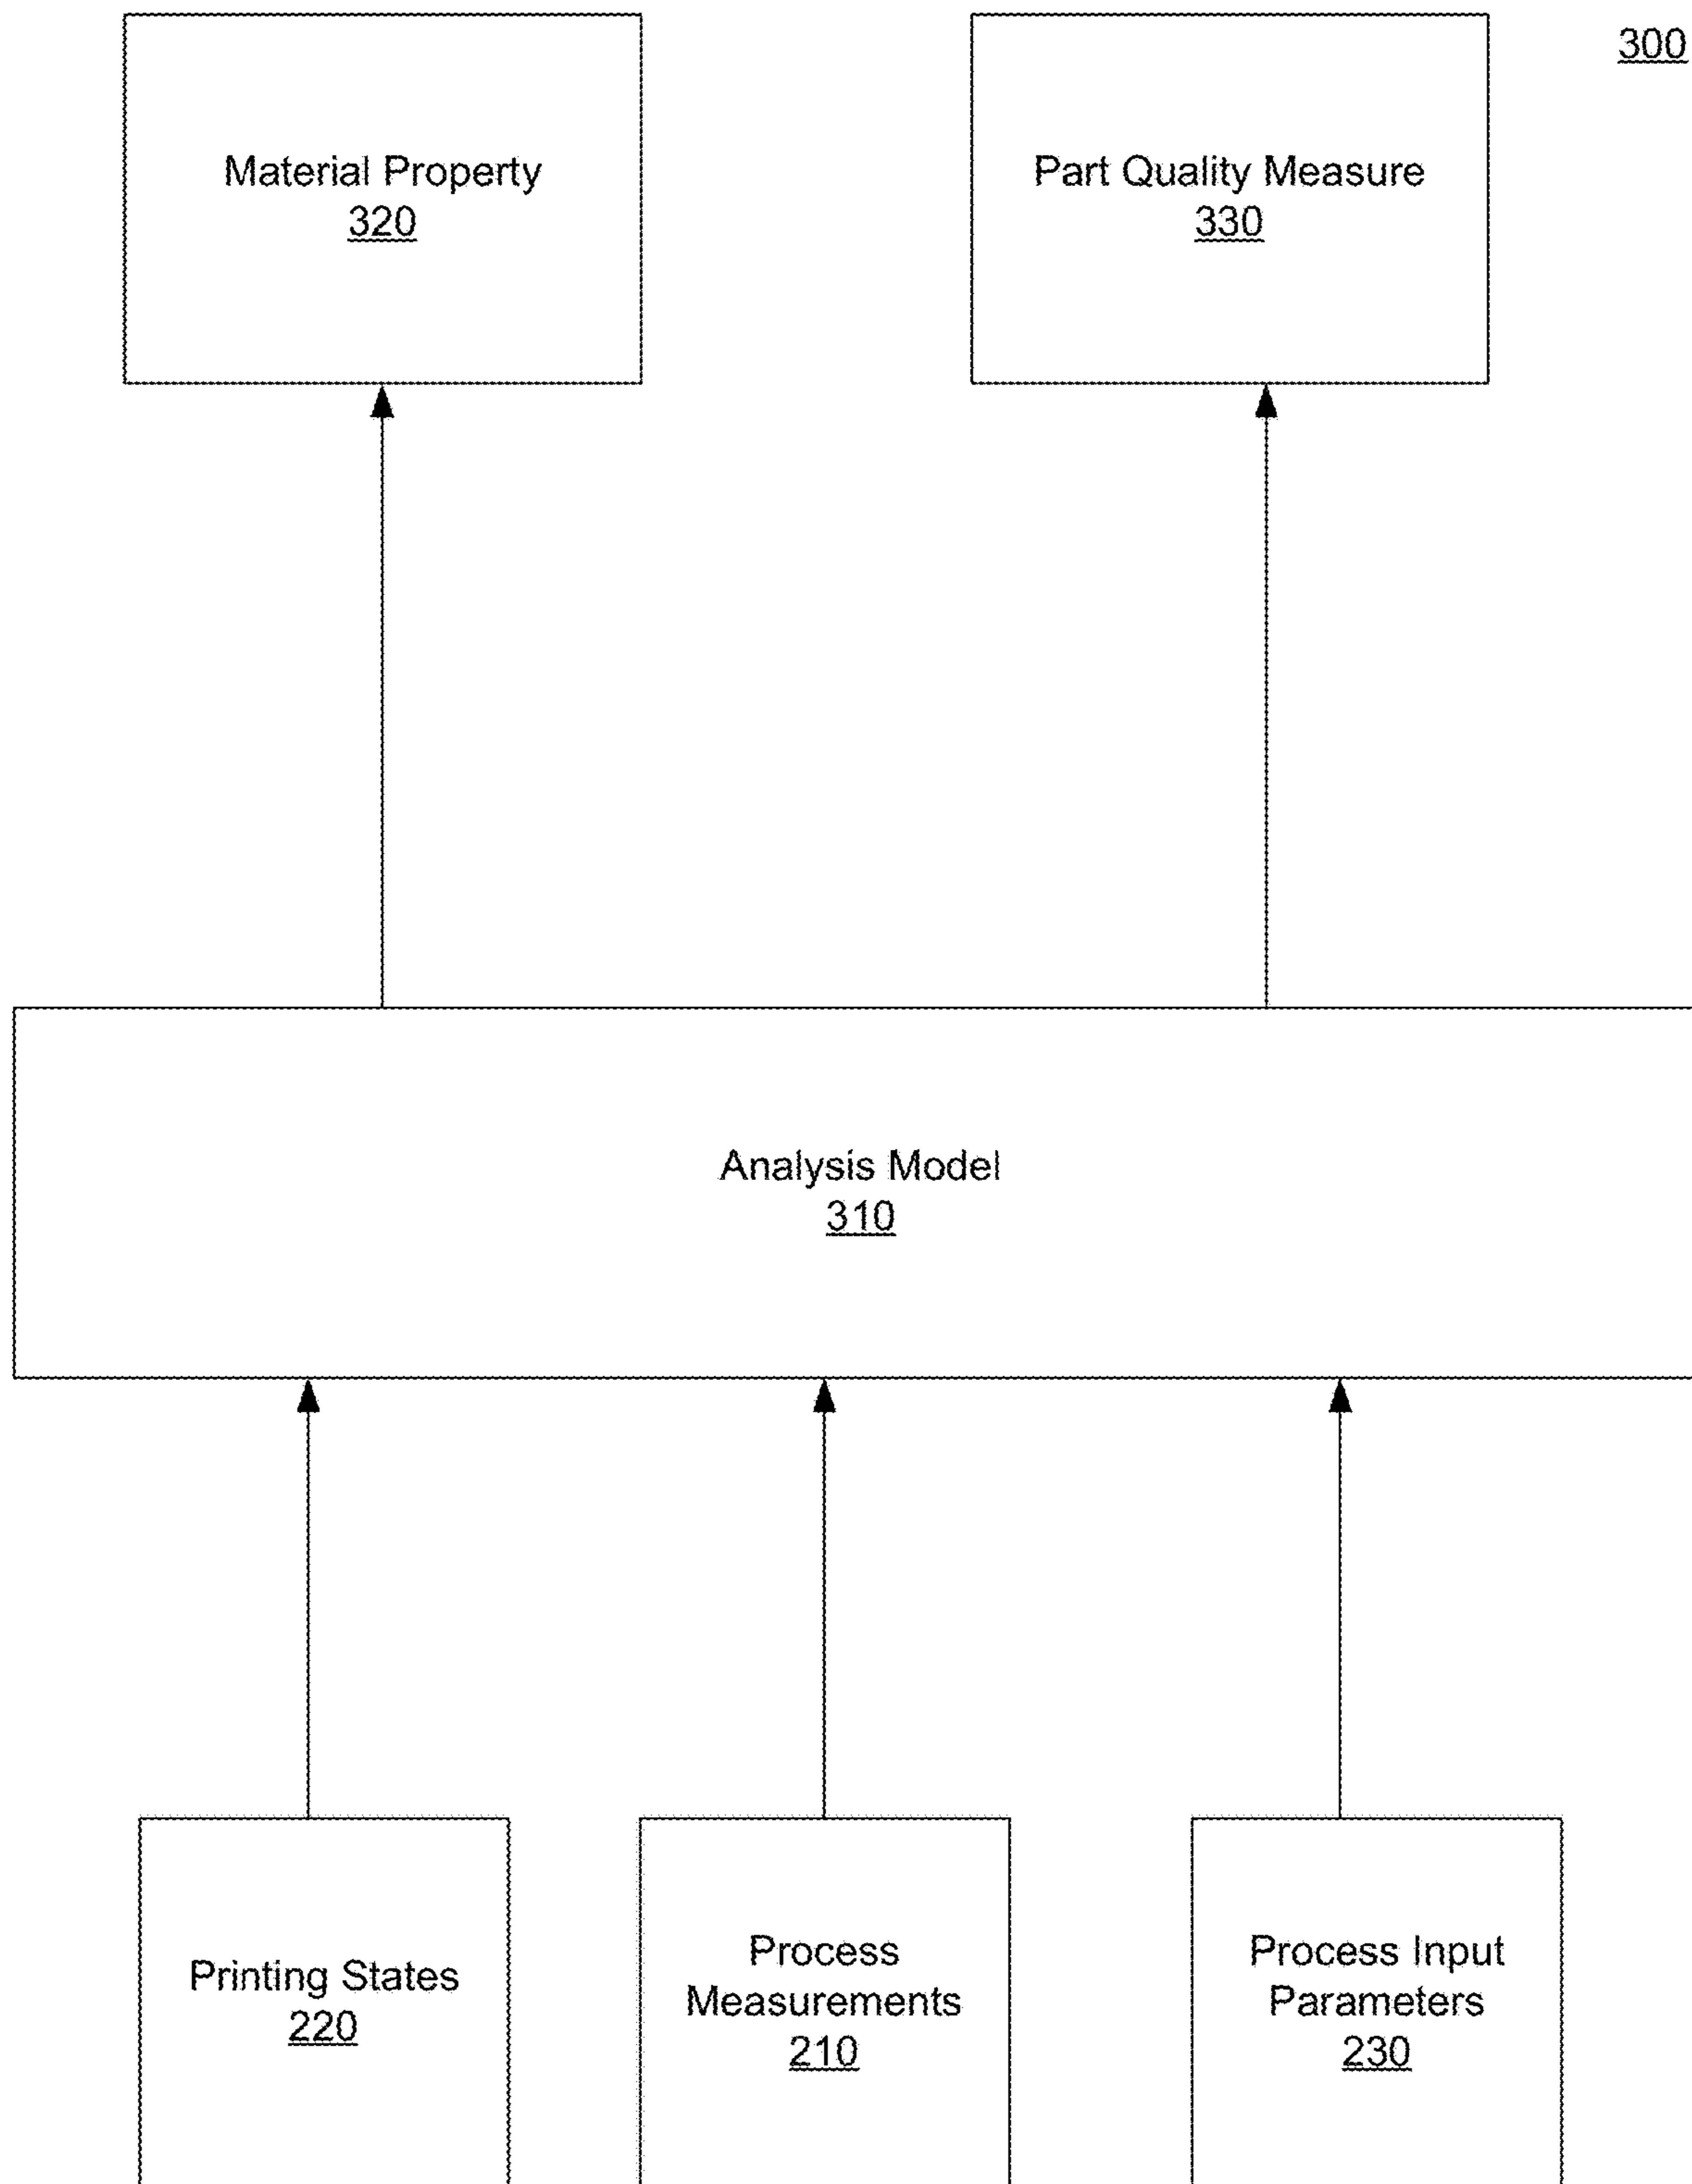 300
Material Property
320
Part Quality Measure
330
Analysis Model
310
Printing States
220
Process
Measurements
210
Process Input
Parameters
230